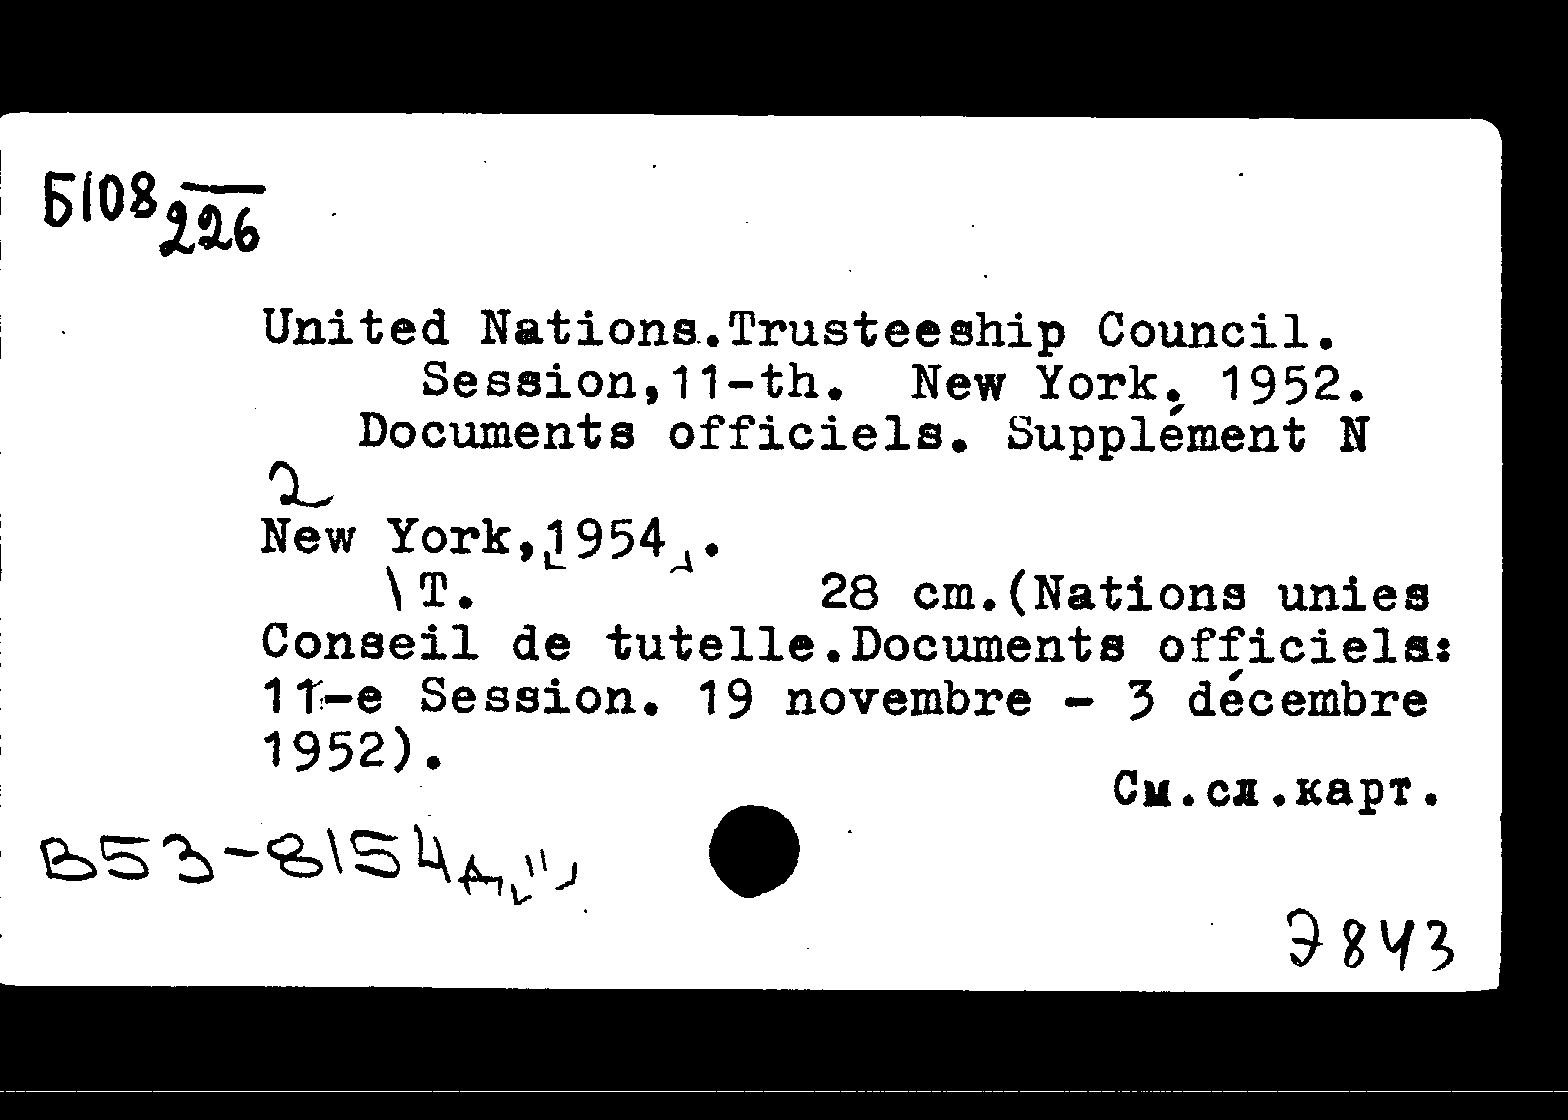 Б108 226
United Nations.Trusteeship Council.
Session,11-th. New York. 1952.
Documents officiels. Supplément N
2
New York,[1954].
\T. 28 cm.(Nations unies
Conseil de tutelle.Documents officiels:
11-e Session. 19 novembre - 3 décembre
1952).
См.сл.карт.
В53-8154
Э843